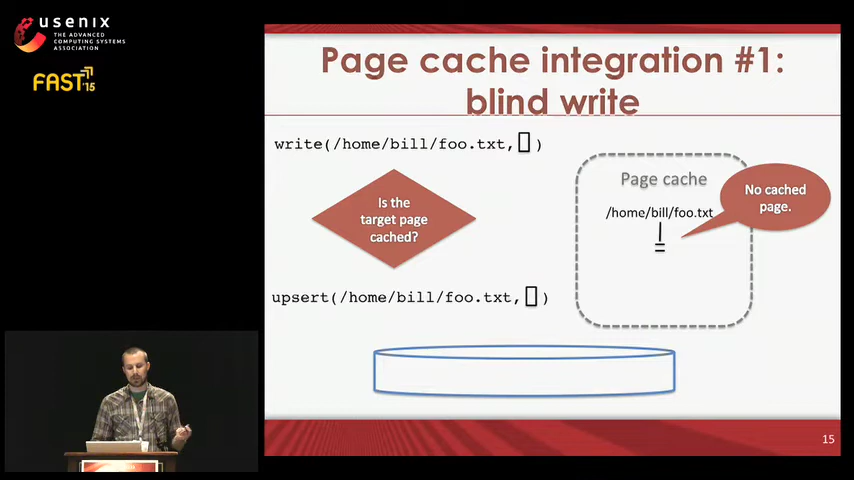 usenix
THE ADVANCED
COMPUTING SYSTEMS
ASSOCIATION
FAST '15
Page cache integration #1:
blind write
write(/home/bill/foo.txt, )
Is the
target page
cached?
Page cache
/home/bill/foo.txt
No cached
page.
upsert(/home/bill/foo.txt, )
15